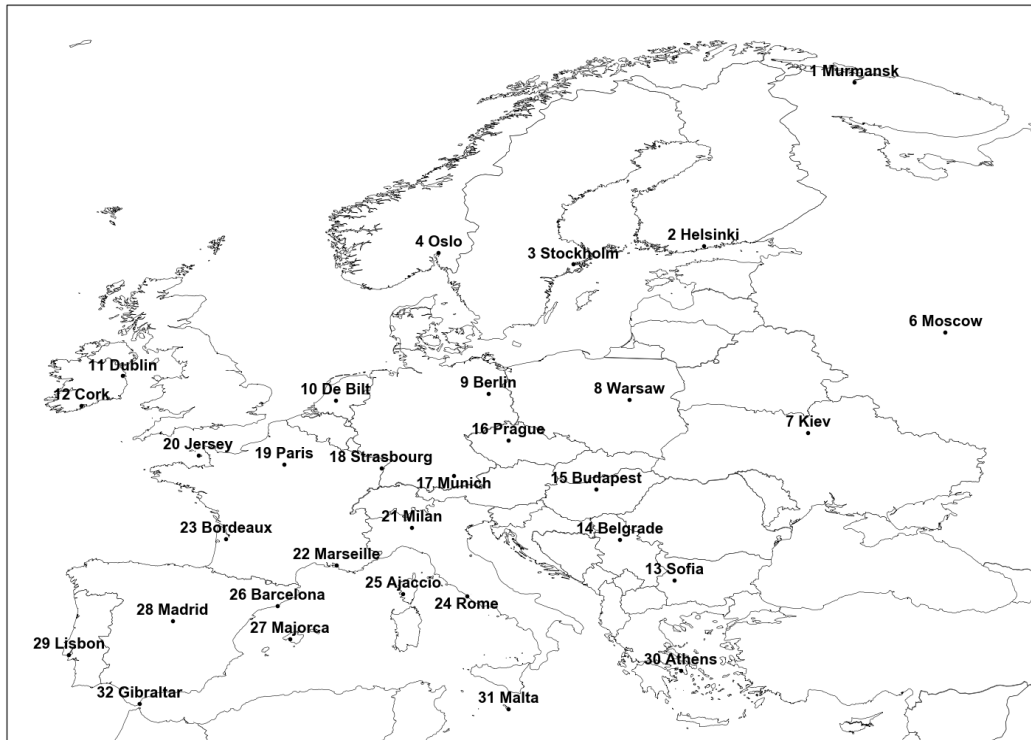 1 Murmansk
4 Oslo
2 Helsinki
3 Stockholm
6 Moscow
11 Dublin
12 Cork
10 De Bilt
9 Berlin
8 Warsaw
7 Kiev
16 Prague
20 Jersey
19 Paris
18 Strasbourg
17 Munich
15 Budapest
23 Bordeaux
21 Milan
14 Belgrade
22 Marseille
13 Sofia
25 Ajaccio
26 Barcelona
24 Rome
28 Madrid
27 Majorca
29 Lisbon
30 Athens
32 Gibraltar
31 Malta